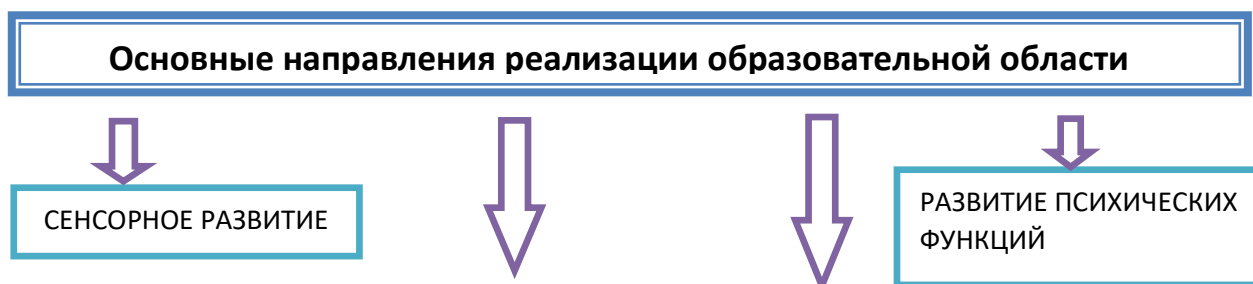 Основные направления реализации образовательной области
СЕНСОРНОЕ РАЗВИТИЕ
РАЗВИТИЕ ПСИХИЧЕСКИХ
ФУНКЦИЙ